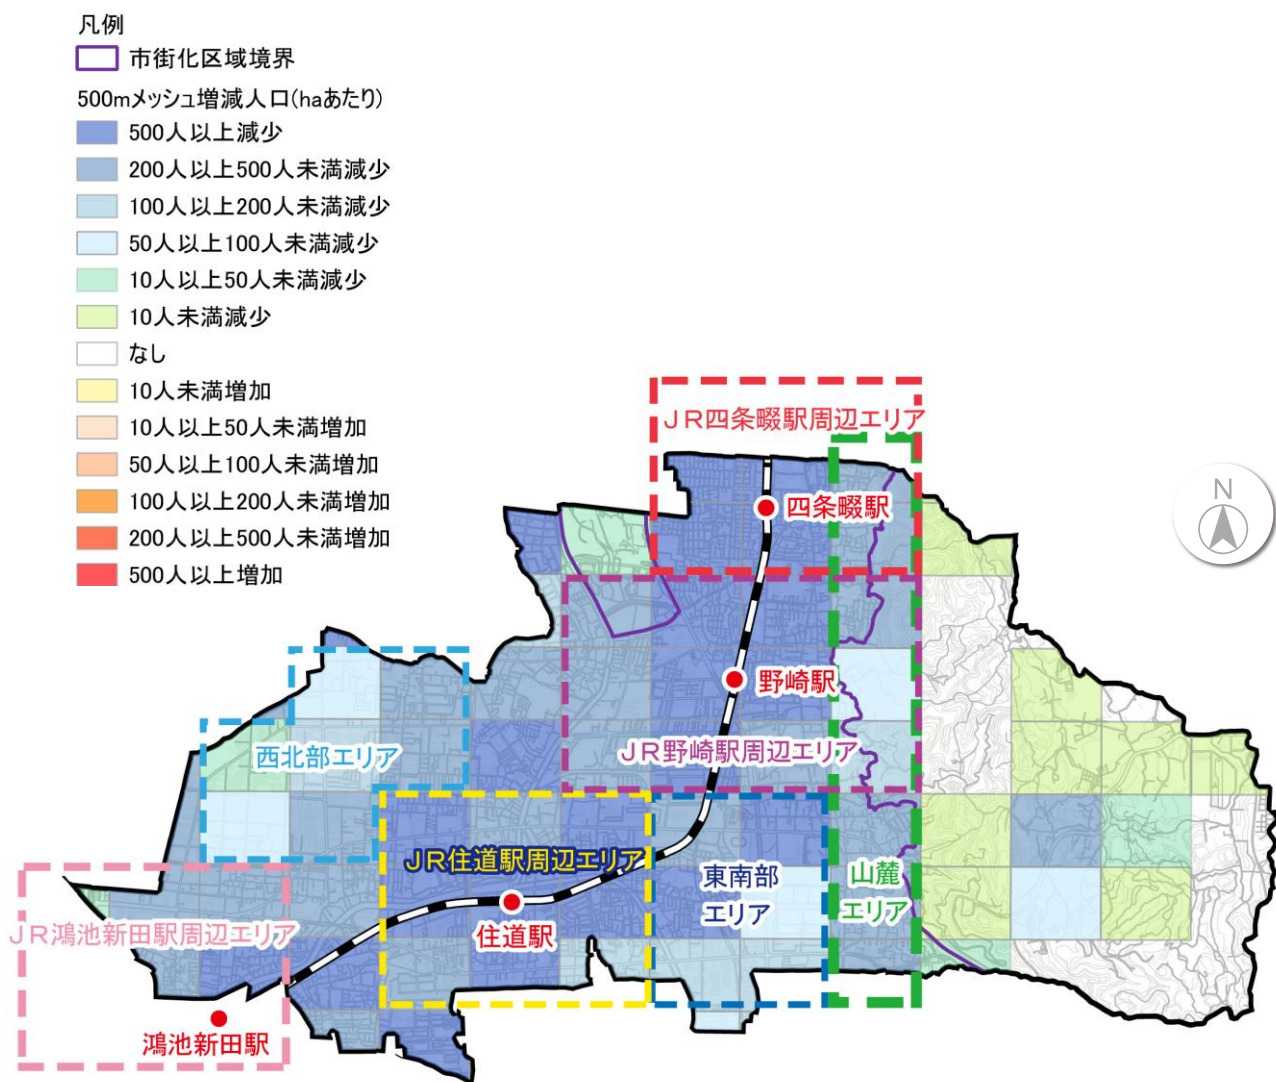 凡例
市街化区域境界
500mメッシュ増減人口(haあたり)
500人以上減少
200人以上500人未満減少
100人以上200人未満減少
50人以上100人未満減少
10人以上50人未満減少
10人未満減少
なし
10人未満増加
10人以上50人未満増加
50人以上100人未満増加
100人以上200人未満増加
200人以上500人未満増加
500人以上増加
JR四条畷駅周辺エリア
四条畷駅
N
野崎駅
JR野崎駅周辺エリア
西北部エリア
JR住道駅周辺エリア
住道駅
東南部
エリア
山麓
エリア
JR鴻池新田駅周辺エリア
鴻池新田駅